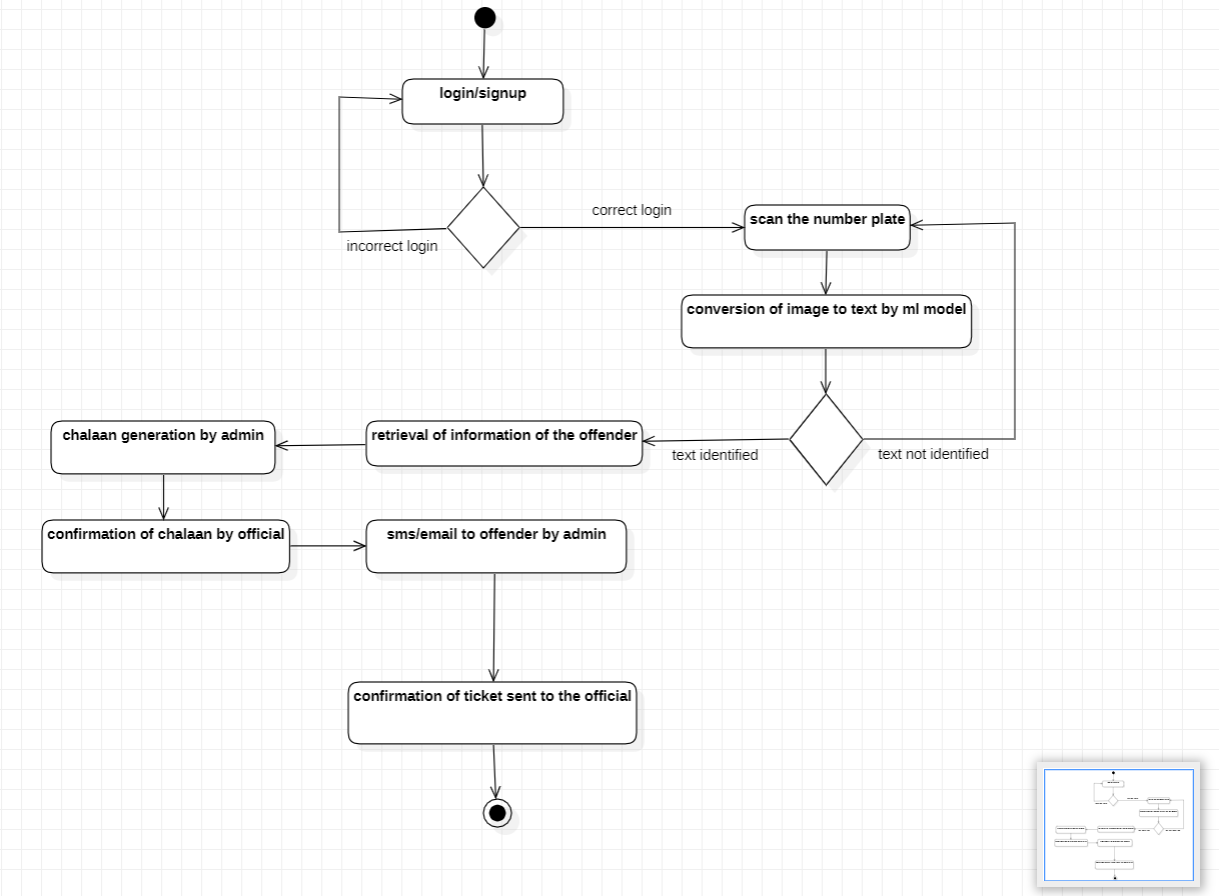 login/signup
correct login
incorrect login
scan the number plate
conversion of image to text by ml model
text identified
text not identified
retrieval of information of the offender
chalaan generation by admin
confirmation of chalaan by official
sms/email to offender by admin
confirmation of ticket sent to the official